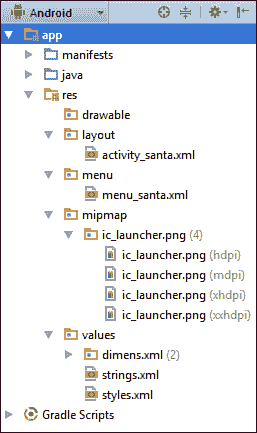 Android
app
manifests
java
res
drawable
layout
activity_santa.xml
menu
menu_santa.xml
mipmap
ic_launcher.png (4)
ic_launcher.png (hdpi)
ic_launcher.png (mdpi)
ic_launcher.png (xhdpi)
ic_launcher.png (xxhdpi)
values
dimens.xml (2)
strings.xml
styles.xml
Gradle Scripts